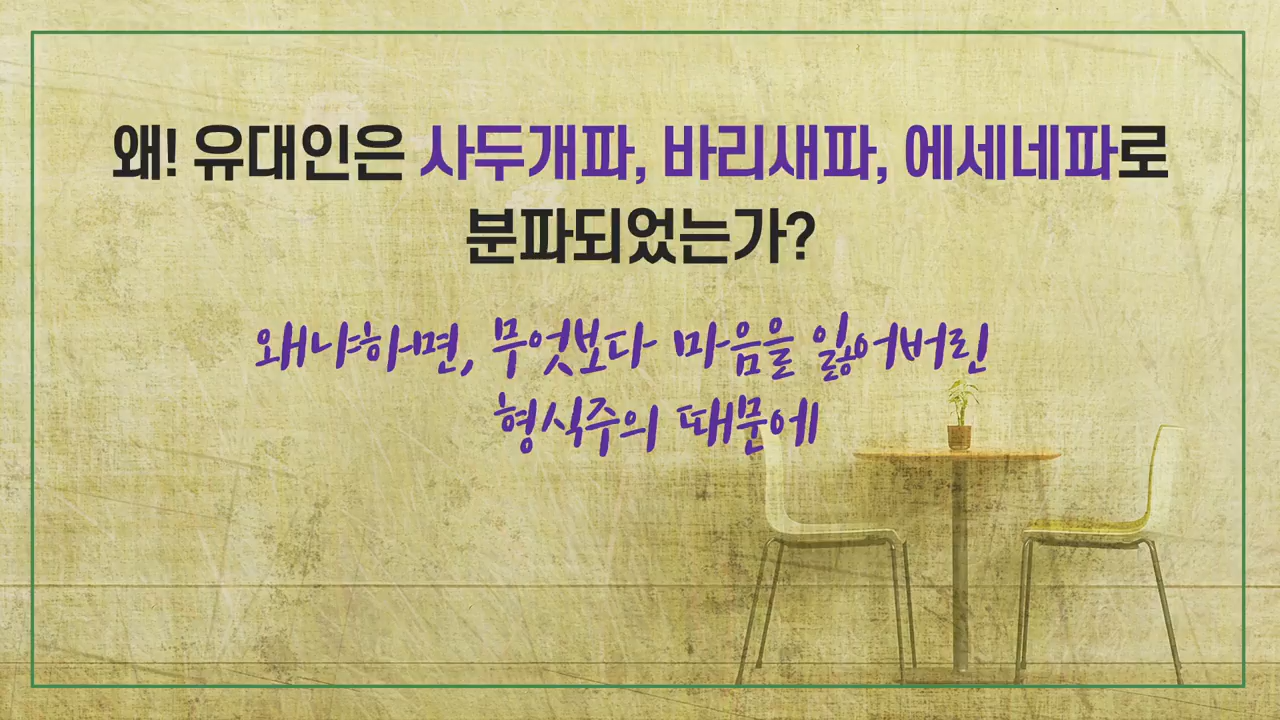 왜! 유대인은 사두개파, 바리새파, 에세네파로
분파되었는가?
왜냐하면, 무엇보다 마음을 잃어버린
형식주의 때문에